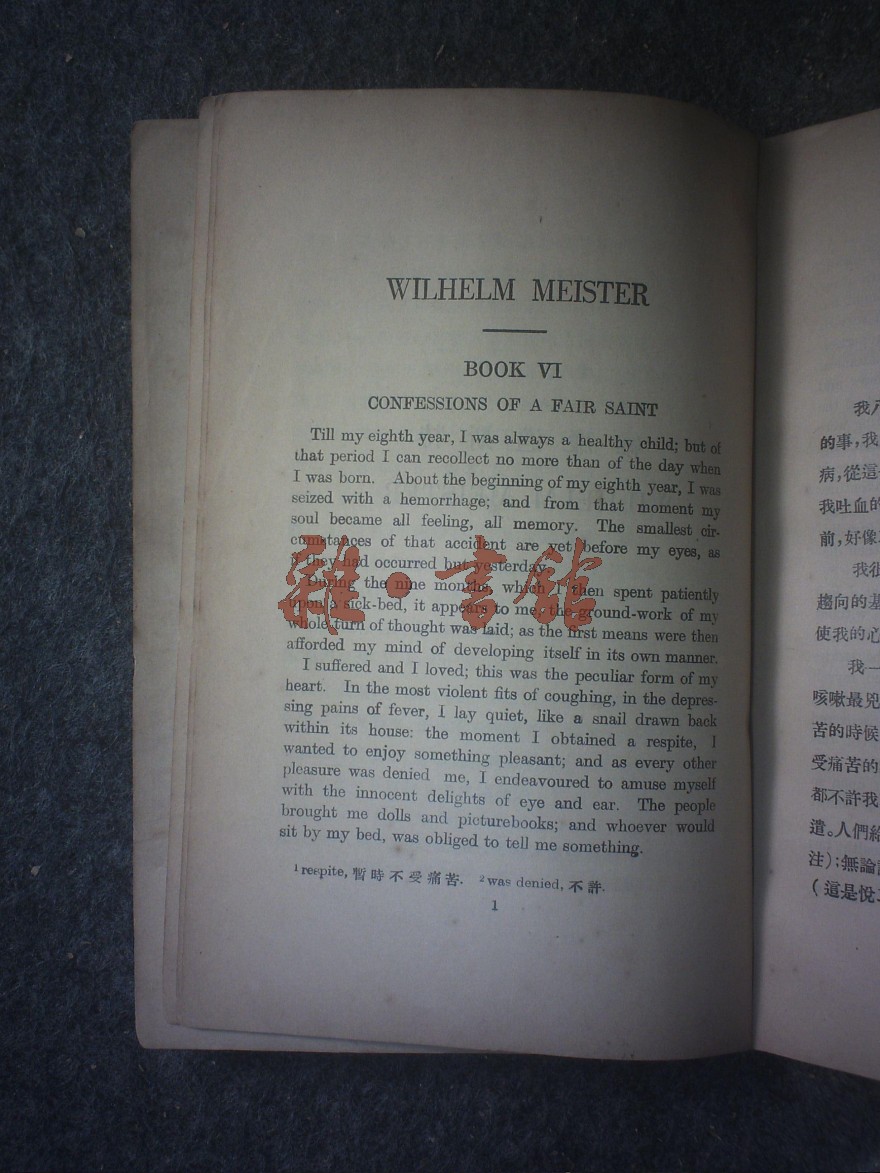 WILHELM MEISTER
BOOK VI
CONFESSIONS OF A FAIR SAINT
Till my eighth year, I was always a healthy child; but of
that period I can recollect no more than of the day when
I was born. About the beginning of my eighth year, I was
seized with a hemorrhage; and from that moment my
soul became all feeling, all memory. The smallest cir-
cumstances of that accident are yet before my eyes, as
if they had occurred but yesterday.
During the nine months, which I then spent patiently
upon a sick-bed, it appears to me, the ground-work of my
whole turn of thought was laid; as the first means were then
afforded my mind of developing itself in its own manner.
I suffered and I loved; this was the peculiar form of my
heart. In the most violent fits of coughing, in the depres-
sing pains of fever, I lay quiet, like a snail drawn back
within its house: the moment I obtained a respite, I
wanted to enjoy something pleasant; and as every other
pleasure was denied me, I endeavoured to amuse myself
with the innocent delights of eye and ear. The people
brought me dolls and picturebooks; and whoever would
sit by my bed, was obliged to tell me something.
1 respite, 暫時不受痛苦. 2 was denied, 不許.
1
雜·書館
我
的事,我
病,從這
我吐血的
前,好像
我很
趨向的基
使我的心
我一
咳嗽最兇
苦的時候
受痛苦的
都不許我
遣。人們給
注);無論
(這是悅